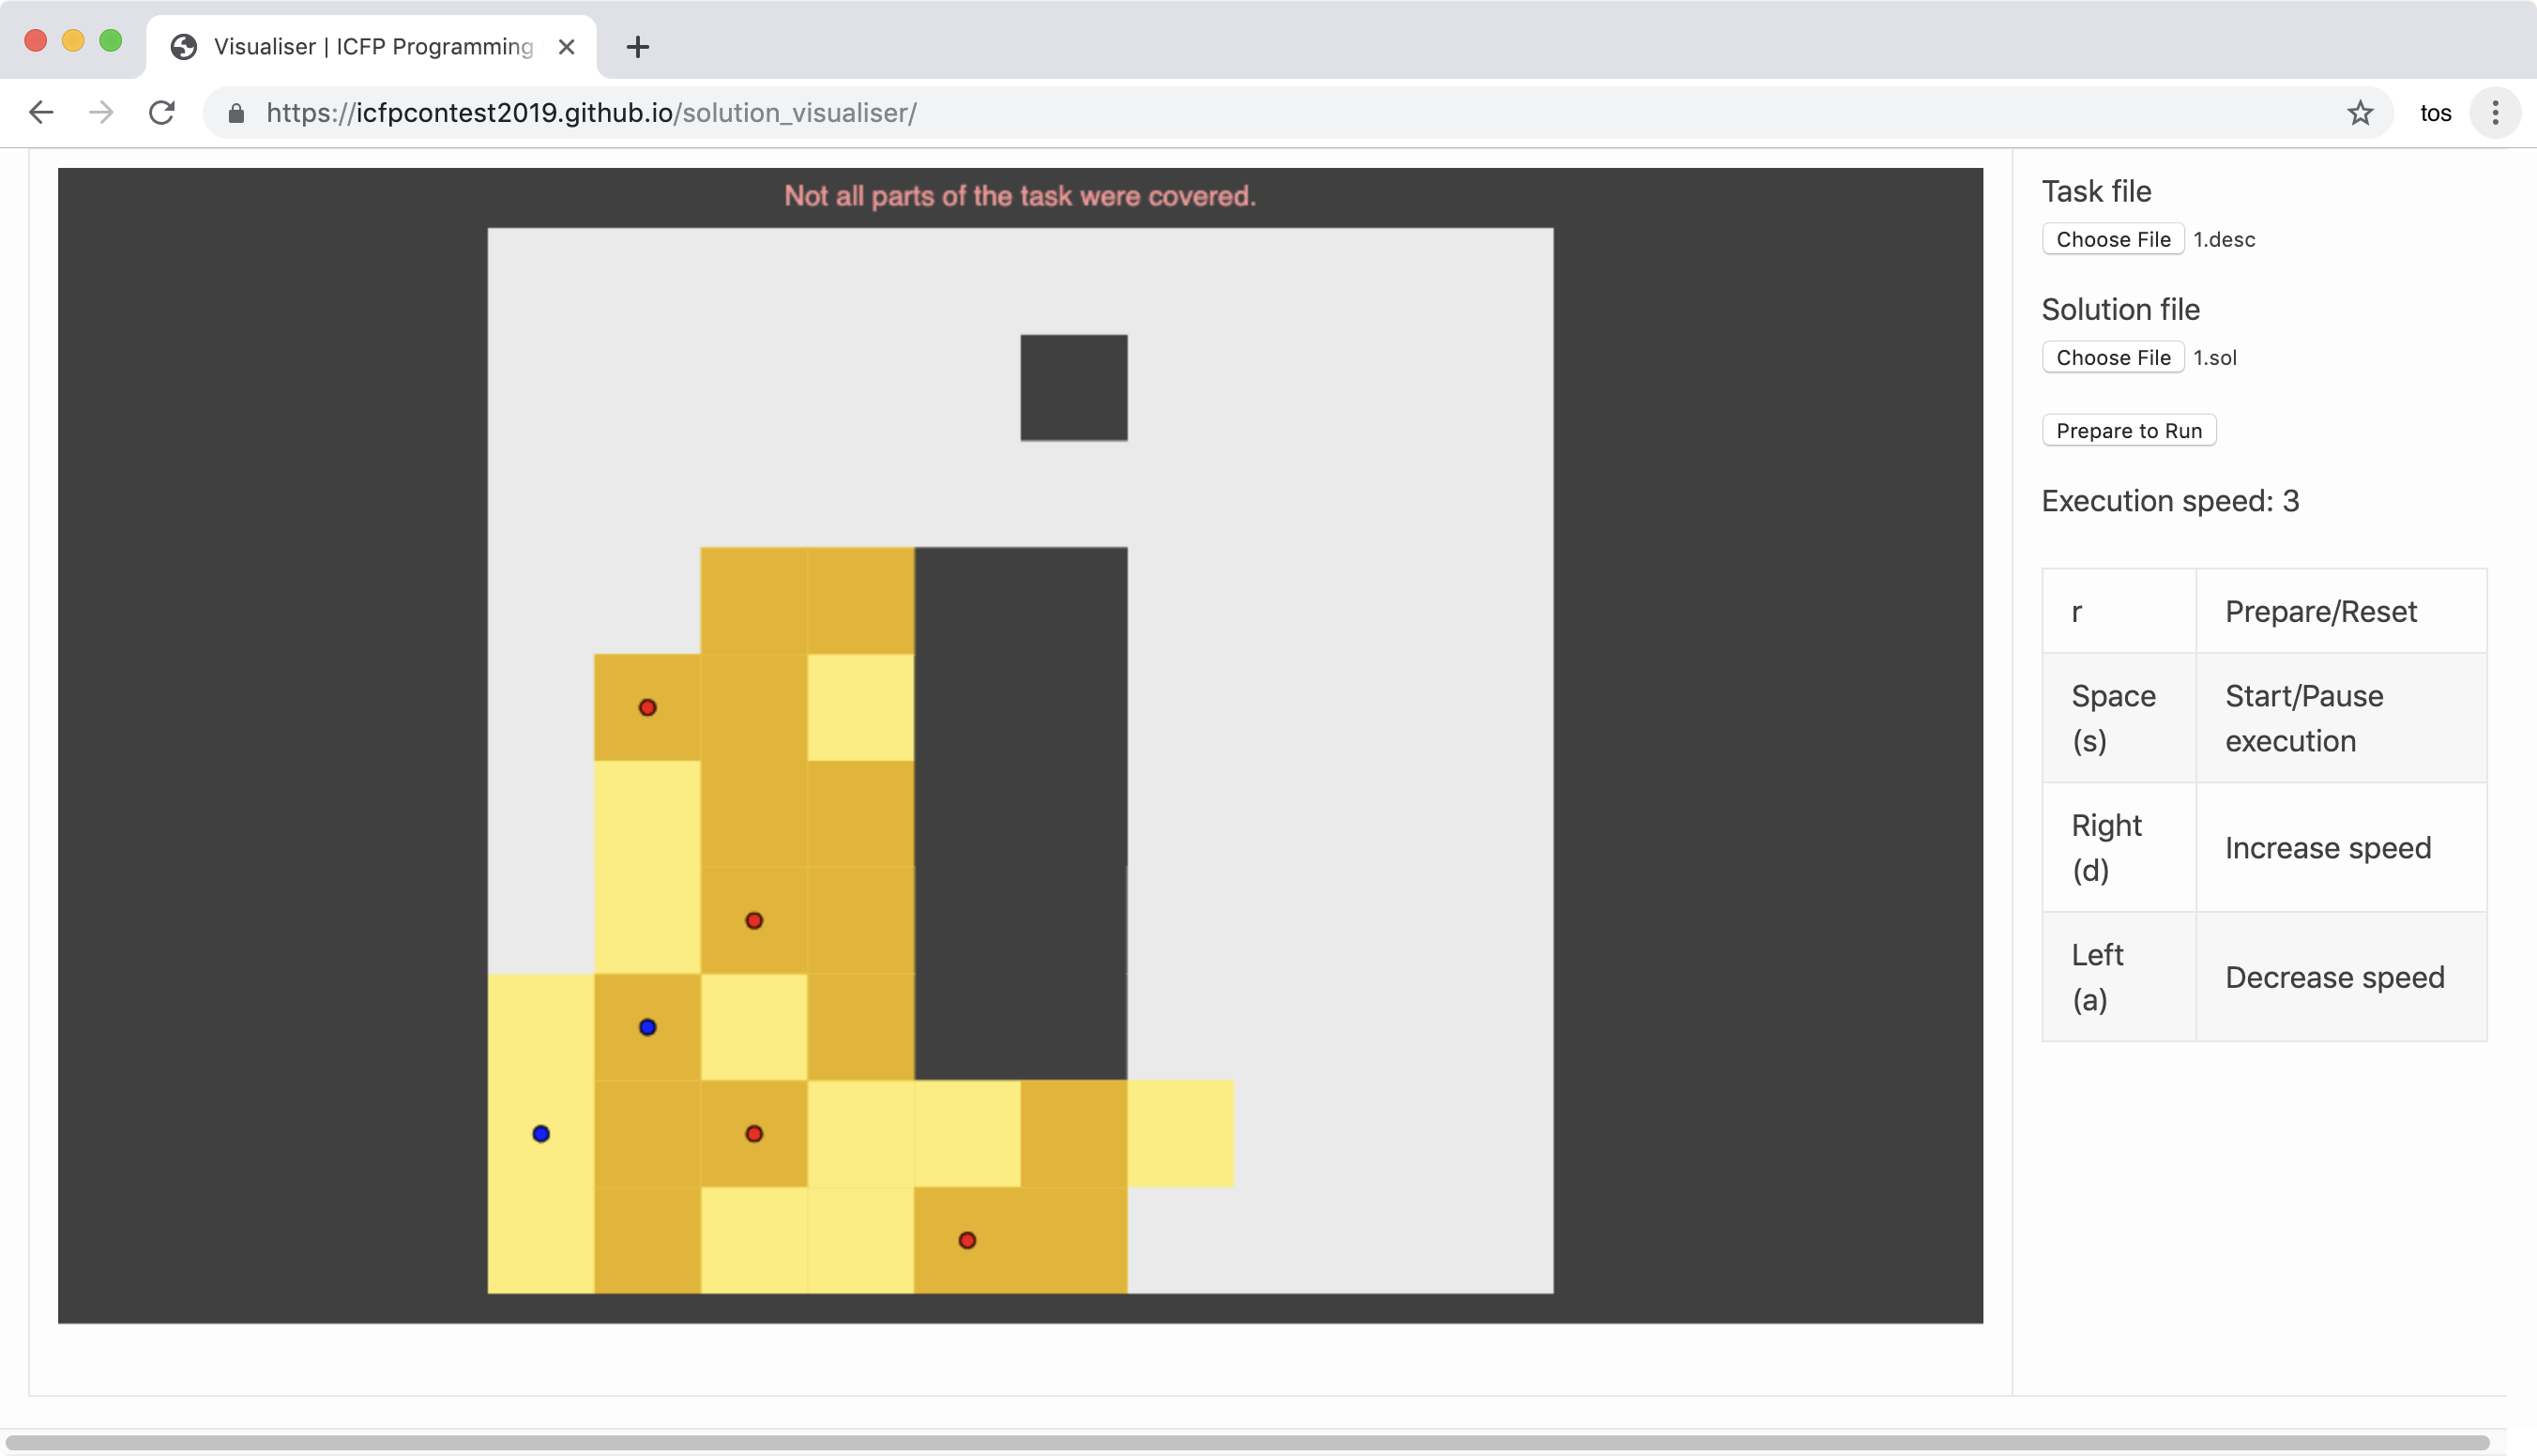 Visualiser | ICFP Programming
https://icfpcontest2019.github.io/solution_visualiser/
tos
Not all parts of the task were covered.
Task file
Choose File 1.desc
Solution file
Choose File 1.sol
Prepare to Run
Execution speed: 3
r Prepare/Reset
Space (s) Start/Pause execution
Right (d) Increase speed
Left (a) Decrease speed